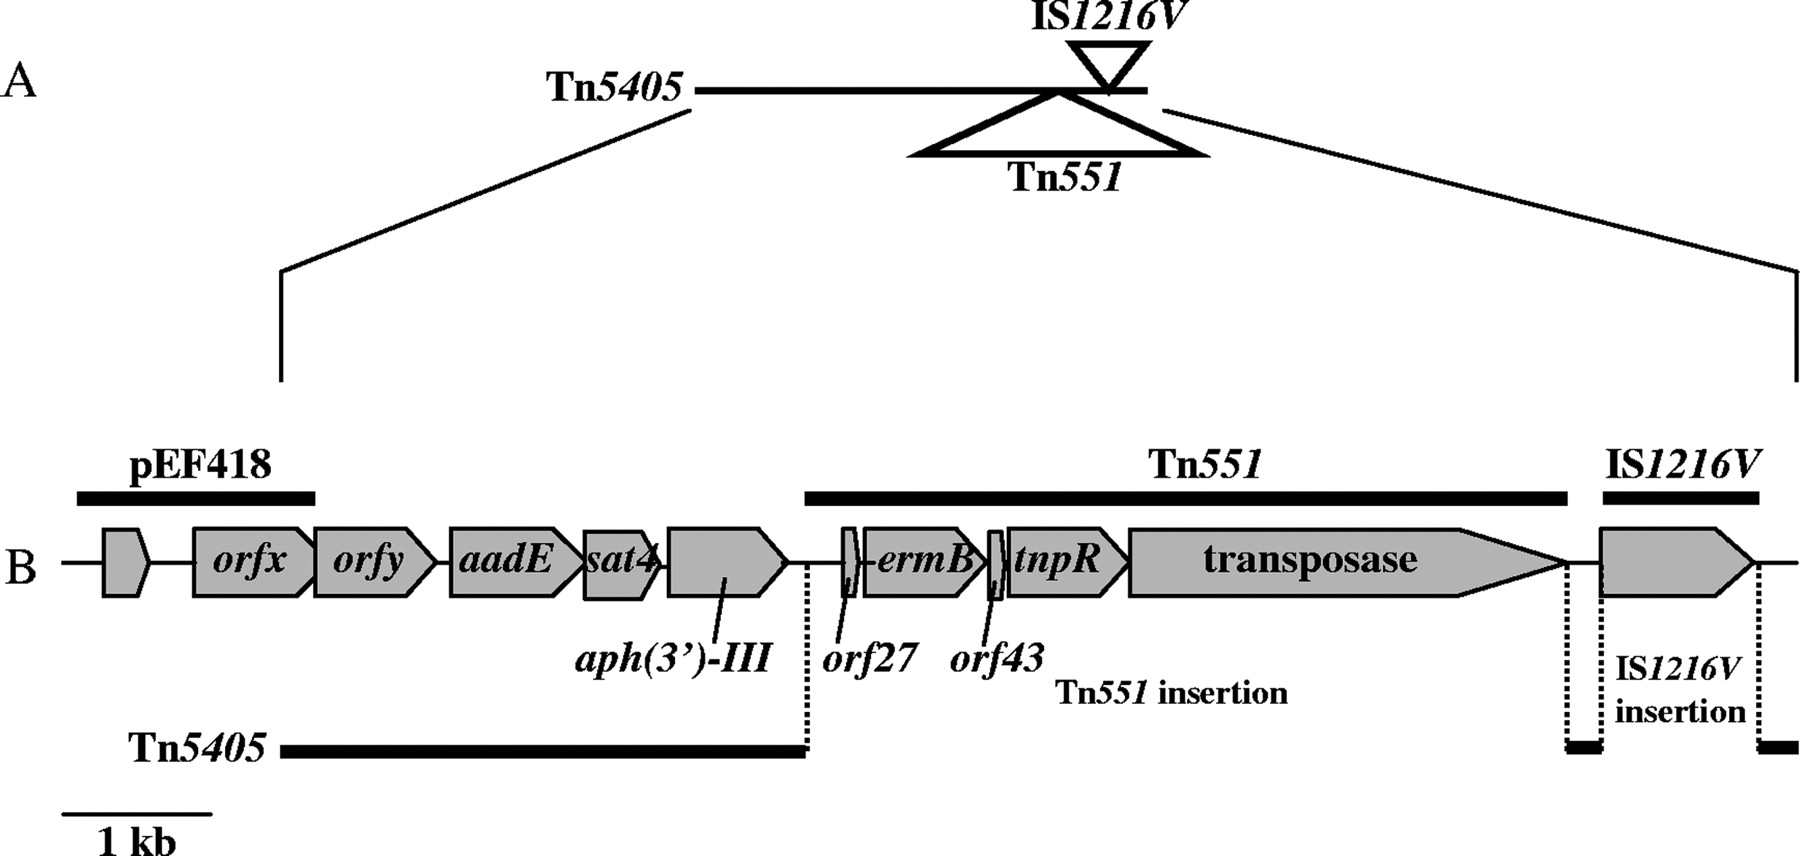 IS1216V
A
Tn5405
Tn551
pEF418
Tn551
IS1216V
B
orfx
orfy
aadE
sat4
ermB
tnpR
transposase
aph(3’)-III
orf27
orf43
Tn551 insertion
IS1216V
insertion
Tn5405
1 kb